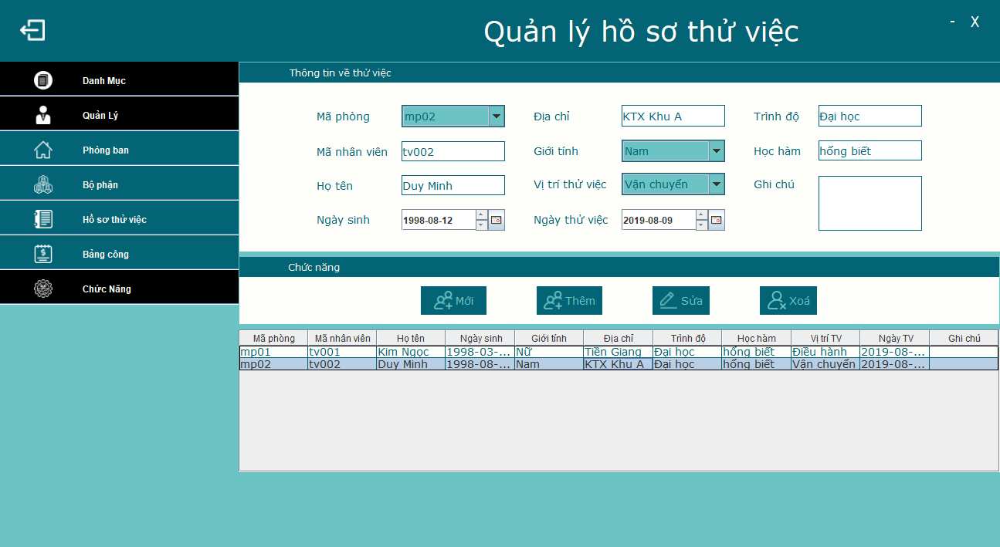 Quản lý hồ sơ thử việc
- X
Danh Mục
Quản Lý
Phòng ban
Bộ phận
Hồ sơ thử việc
Bảng công
Chức Năng
Thông tin về thử việc
Mã phòng mp02 Địa chỉ KTX Khu A Trình độ Đại học
Mã nhân viên tv002 Giới tính Nam Học hàm hổng biết
Họ tên Duy Minh Vị trí thử việc Vận chuyển Ghi chú
Ngày sinh 1998-08-12 Ngày thử việc 2019-08-09
Chức năng
Mới Thêm Sửa Xoá
Mã phòng Mã nhân viên Họ tên Ngày sinh Giới tính Địa chỉ Trình độ Học hàm Vị trí TV Ngày TV Ghi chú
mp01 tv001 Kim Ngọc 1998-03-... Nữ Tiền Giang Đại học hổng biết Điều hành 2019-08-...
mp02 tv002 Duy Minh 1998-08-... Nam KTX Khu A Đại học hổng biết Vận chuyển 2019-08-...